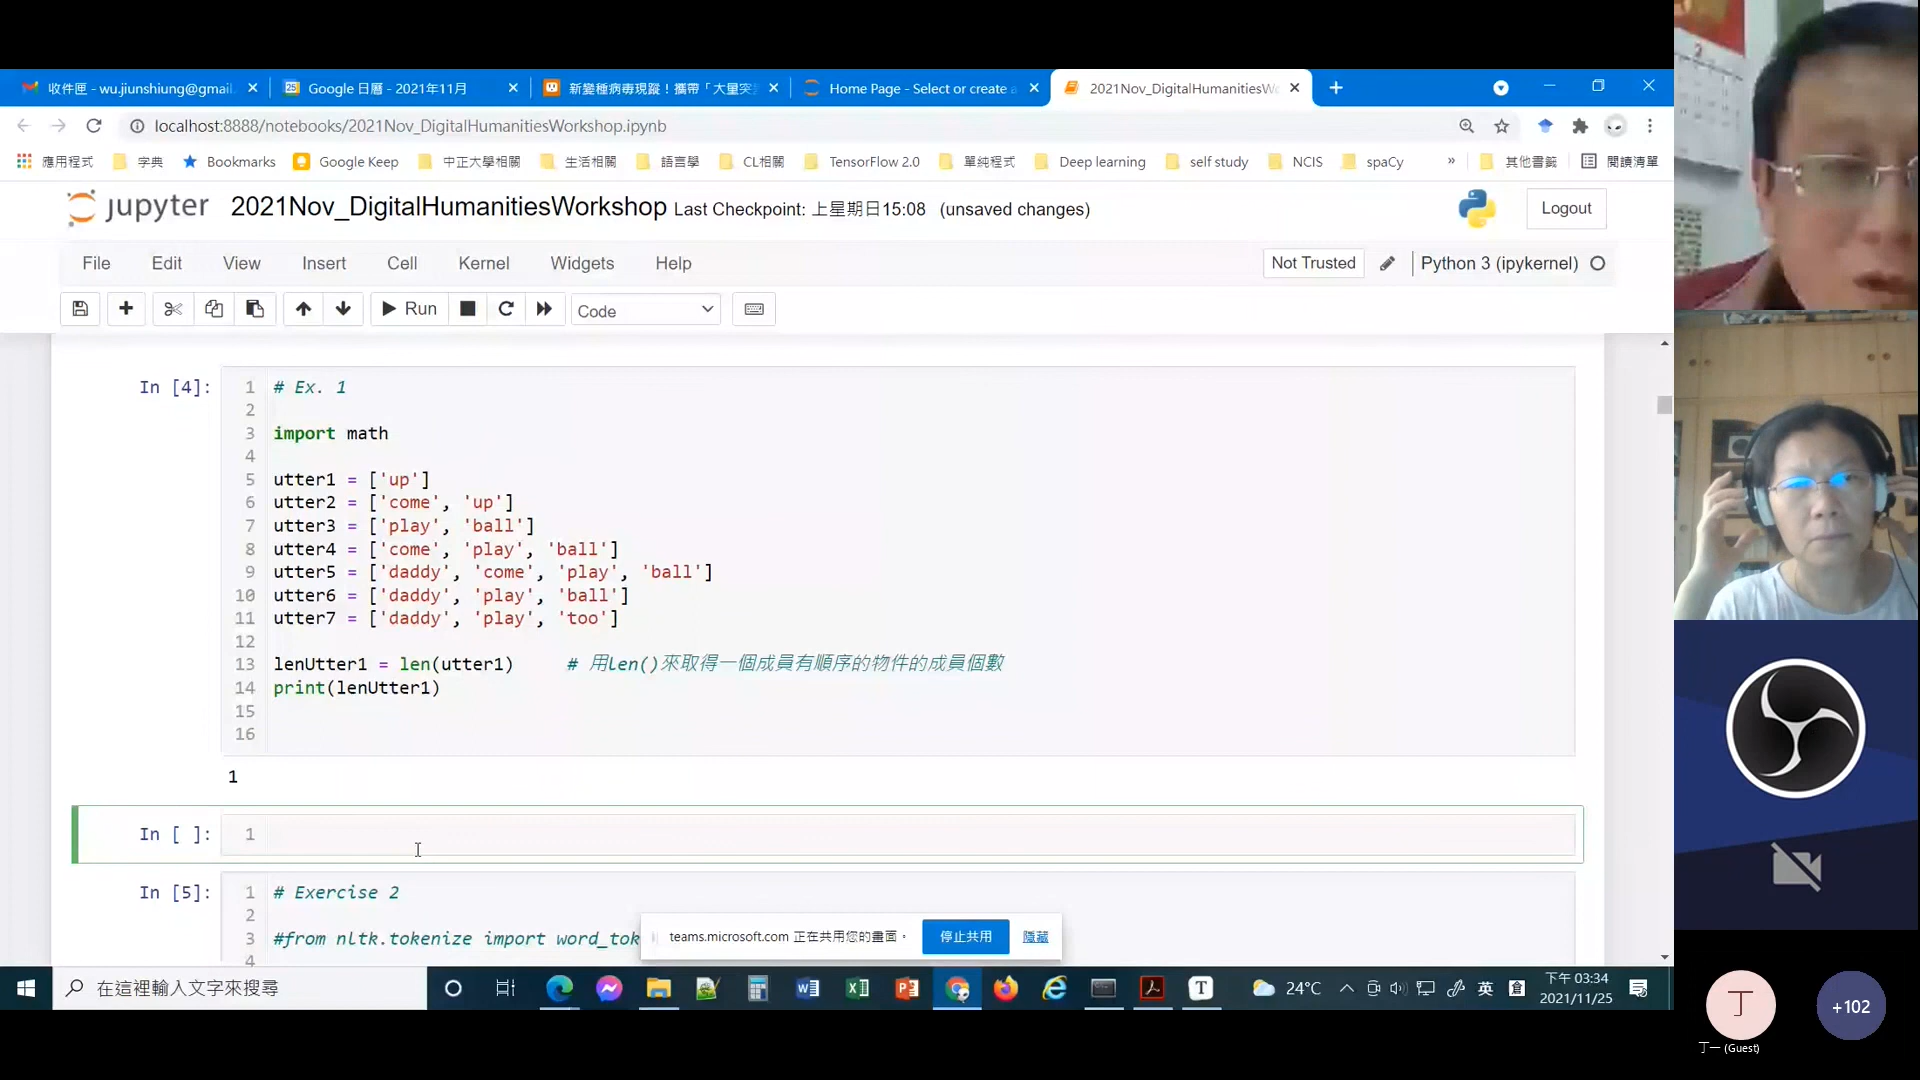 收件匣 - wu.jiunshiung@gmail.
Google 日曆 - 2021年11月
新變種病毒現蹤！攜帶「大量突
Home Page - Select or create a
2021Nov_DigitalHumanitiesW
localhost:8888/notebooks/2021Nov_DigitalHumanitiesWorkshop.ipynb
應用程式 字典 Bookmarks Google Keep 中正大學相關 生活相關 語言學 CL相關 TensorFlow 2.0 單純程式 Deep learning self study NCIS spaCy » 其他書籤 閱讀清單
jupyter 2021Nov_DigitalHumanitiesWorkshop Last Checkpoint: 上星期日15:08 (unsaved changes)
Logout
File Edit View Insert Cell Kernel Widgets Help Not Trusted Python 3 (ipykernel)
Run Code
In [4]:
1 # Ex. 1
2
3 import math
4
5 utter1 = ['up']
6 utter2 = ['come', 'up']
7 utter3 = ['play', 'ball']
8 utter4 = ['come', 'play', 'ball']
9 utter5 = ['daddy', 'come', 'play', 'ball']
10 utter6 = ['daddy', 'play', 'ball']
11 utter7 = ['daddy', 'play', 'too']
12
13 lenUtter1 = len(utter1) # 用len()來取得一個成員有順序的物件的成員個數
14 print(lenUtter1)
15
16
1
In [ ]: 1
In [5]: 1 # Exercise 2
2
3 #from nltk.tokenize import word_tok
4
teams.microsoft.com 正在共用您的畫面。 停止共用 隱藏
在這裡輸入文字來搜尋
24°C 英
下午 03:34
2021/11/25
丁
+102
丁一 (Guest)